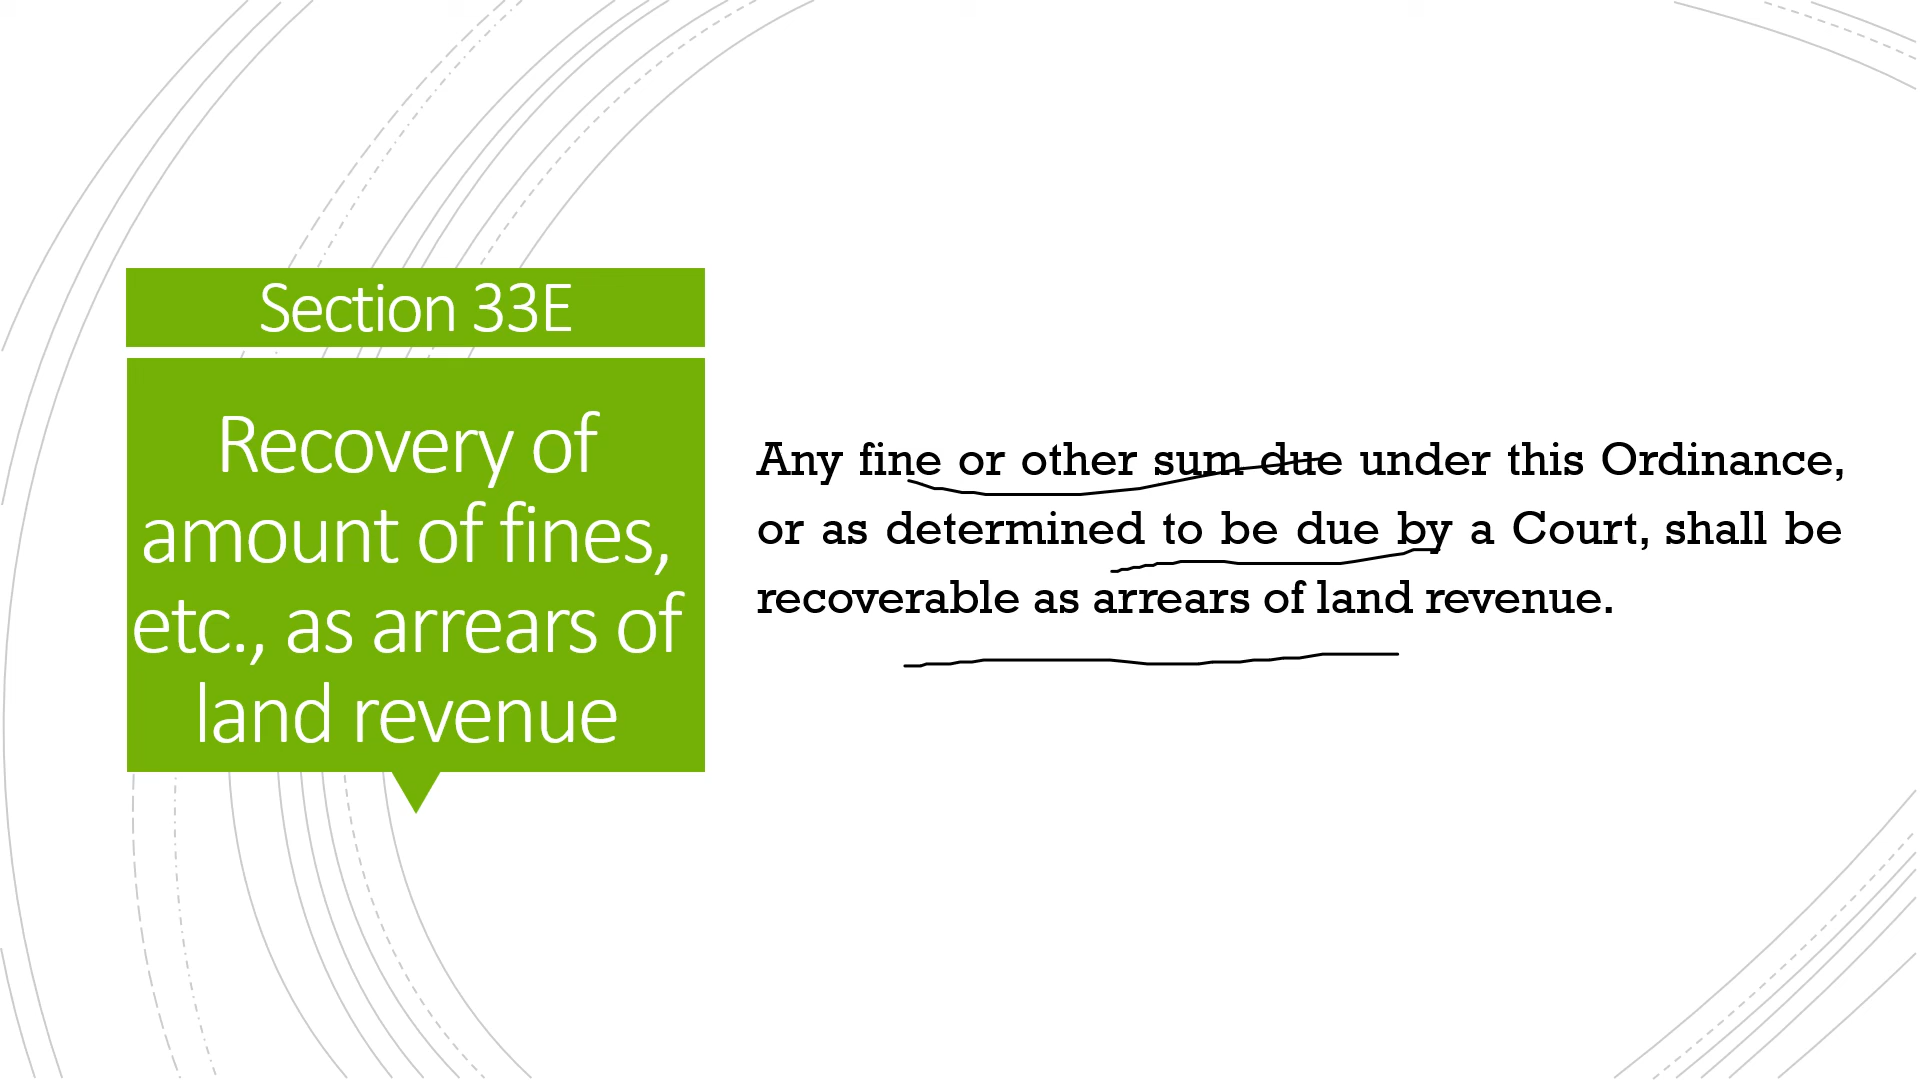 Section 33E
Recovery of
amount of fines,
etc., as arrears of
land revenue
Any fine or other sum due under this Ordinance,
or as determined to be due by a Court, shall be
recoverable as arrears of land revenue.